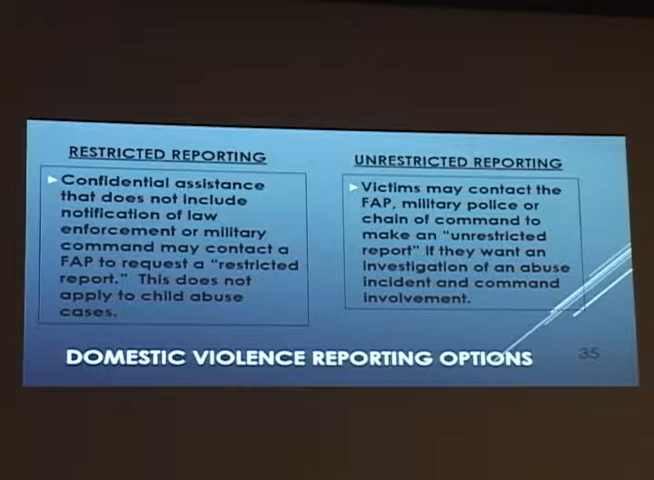 RESTRICTED REPORTING
Confidential assistance
that does not include
notification of law
enforcement or military
command may contact a
FAP to request a “restricted
report.” This does not
apply to child abuse
cases.
UNRESTRICTED REPORTING
Victims may contact the
FAP, military police or
chain of command to
make an “unrestricted
report” if they want an
investigation of an abuse
incident and command
involvement.
DOMESTIC VIOLENCE REPORTING OPTIONS
35